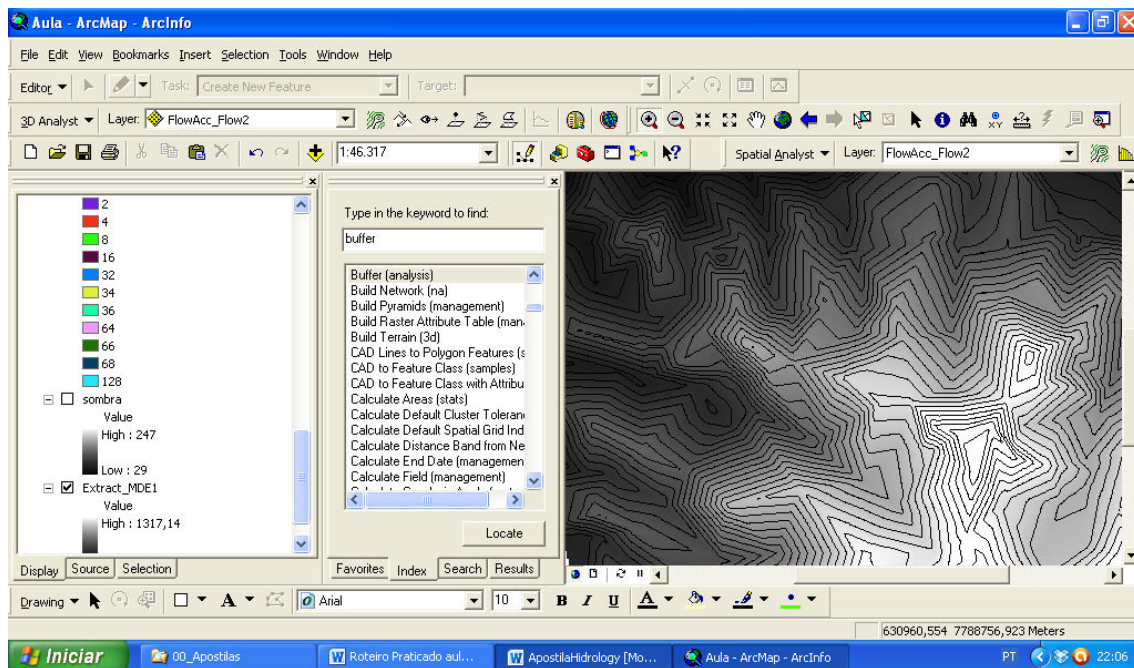 Aula - ArcMap - ArcInfo
File Edit View Bookmarks Insert Selection Tools Window Help
Editor Task: Create New Feature Target:
3D Analyst Layer: FlowAcc_Flow2
1:46.317 Spatial Analyst Layer: FlowAcc_Flow2
2
4
8
16
32
34
36
64
66
68
128
sombra
Value
High : 247
Low : 29
Extract_MDE1
Value
High : 1317,14
Display Source Selection
Type in the keyword to find:
buffer
Buffer (analysis)
Build Network (na)
Build Pyramids (management)
Build Raster Attribute Table (man
Build Terrain (3d)
CAD Lines to Polygon Features (s
CAD to Feature Class (samples)
CAD to Feature Class with Attribu
Calculate Areas (stats)
Calculate Default Cluster Toleran
Calculate Default Spatial Grid Ind
Calculate Distance Band from Ne
Calculate End Date (managemen
Calculate Field (management)
Locate
Favorites Index Search Results
Drawing A Arial 10 B I U A
630960,554 7788756,923 Meters
Iniciar 00_Apostilas Roteiro Praticado aul... ApostilaHidrology [Mo... Aula - ArcMap - ArcInfo PT 22:06